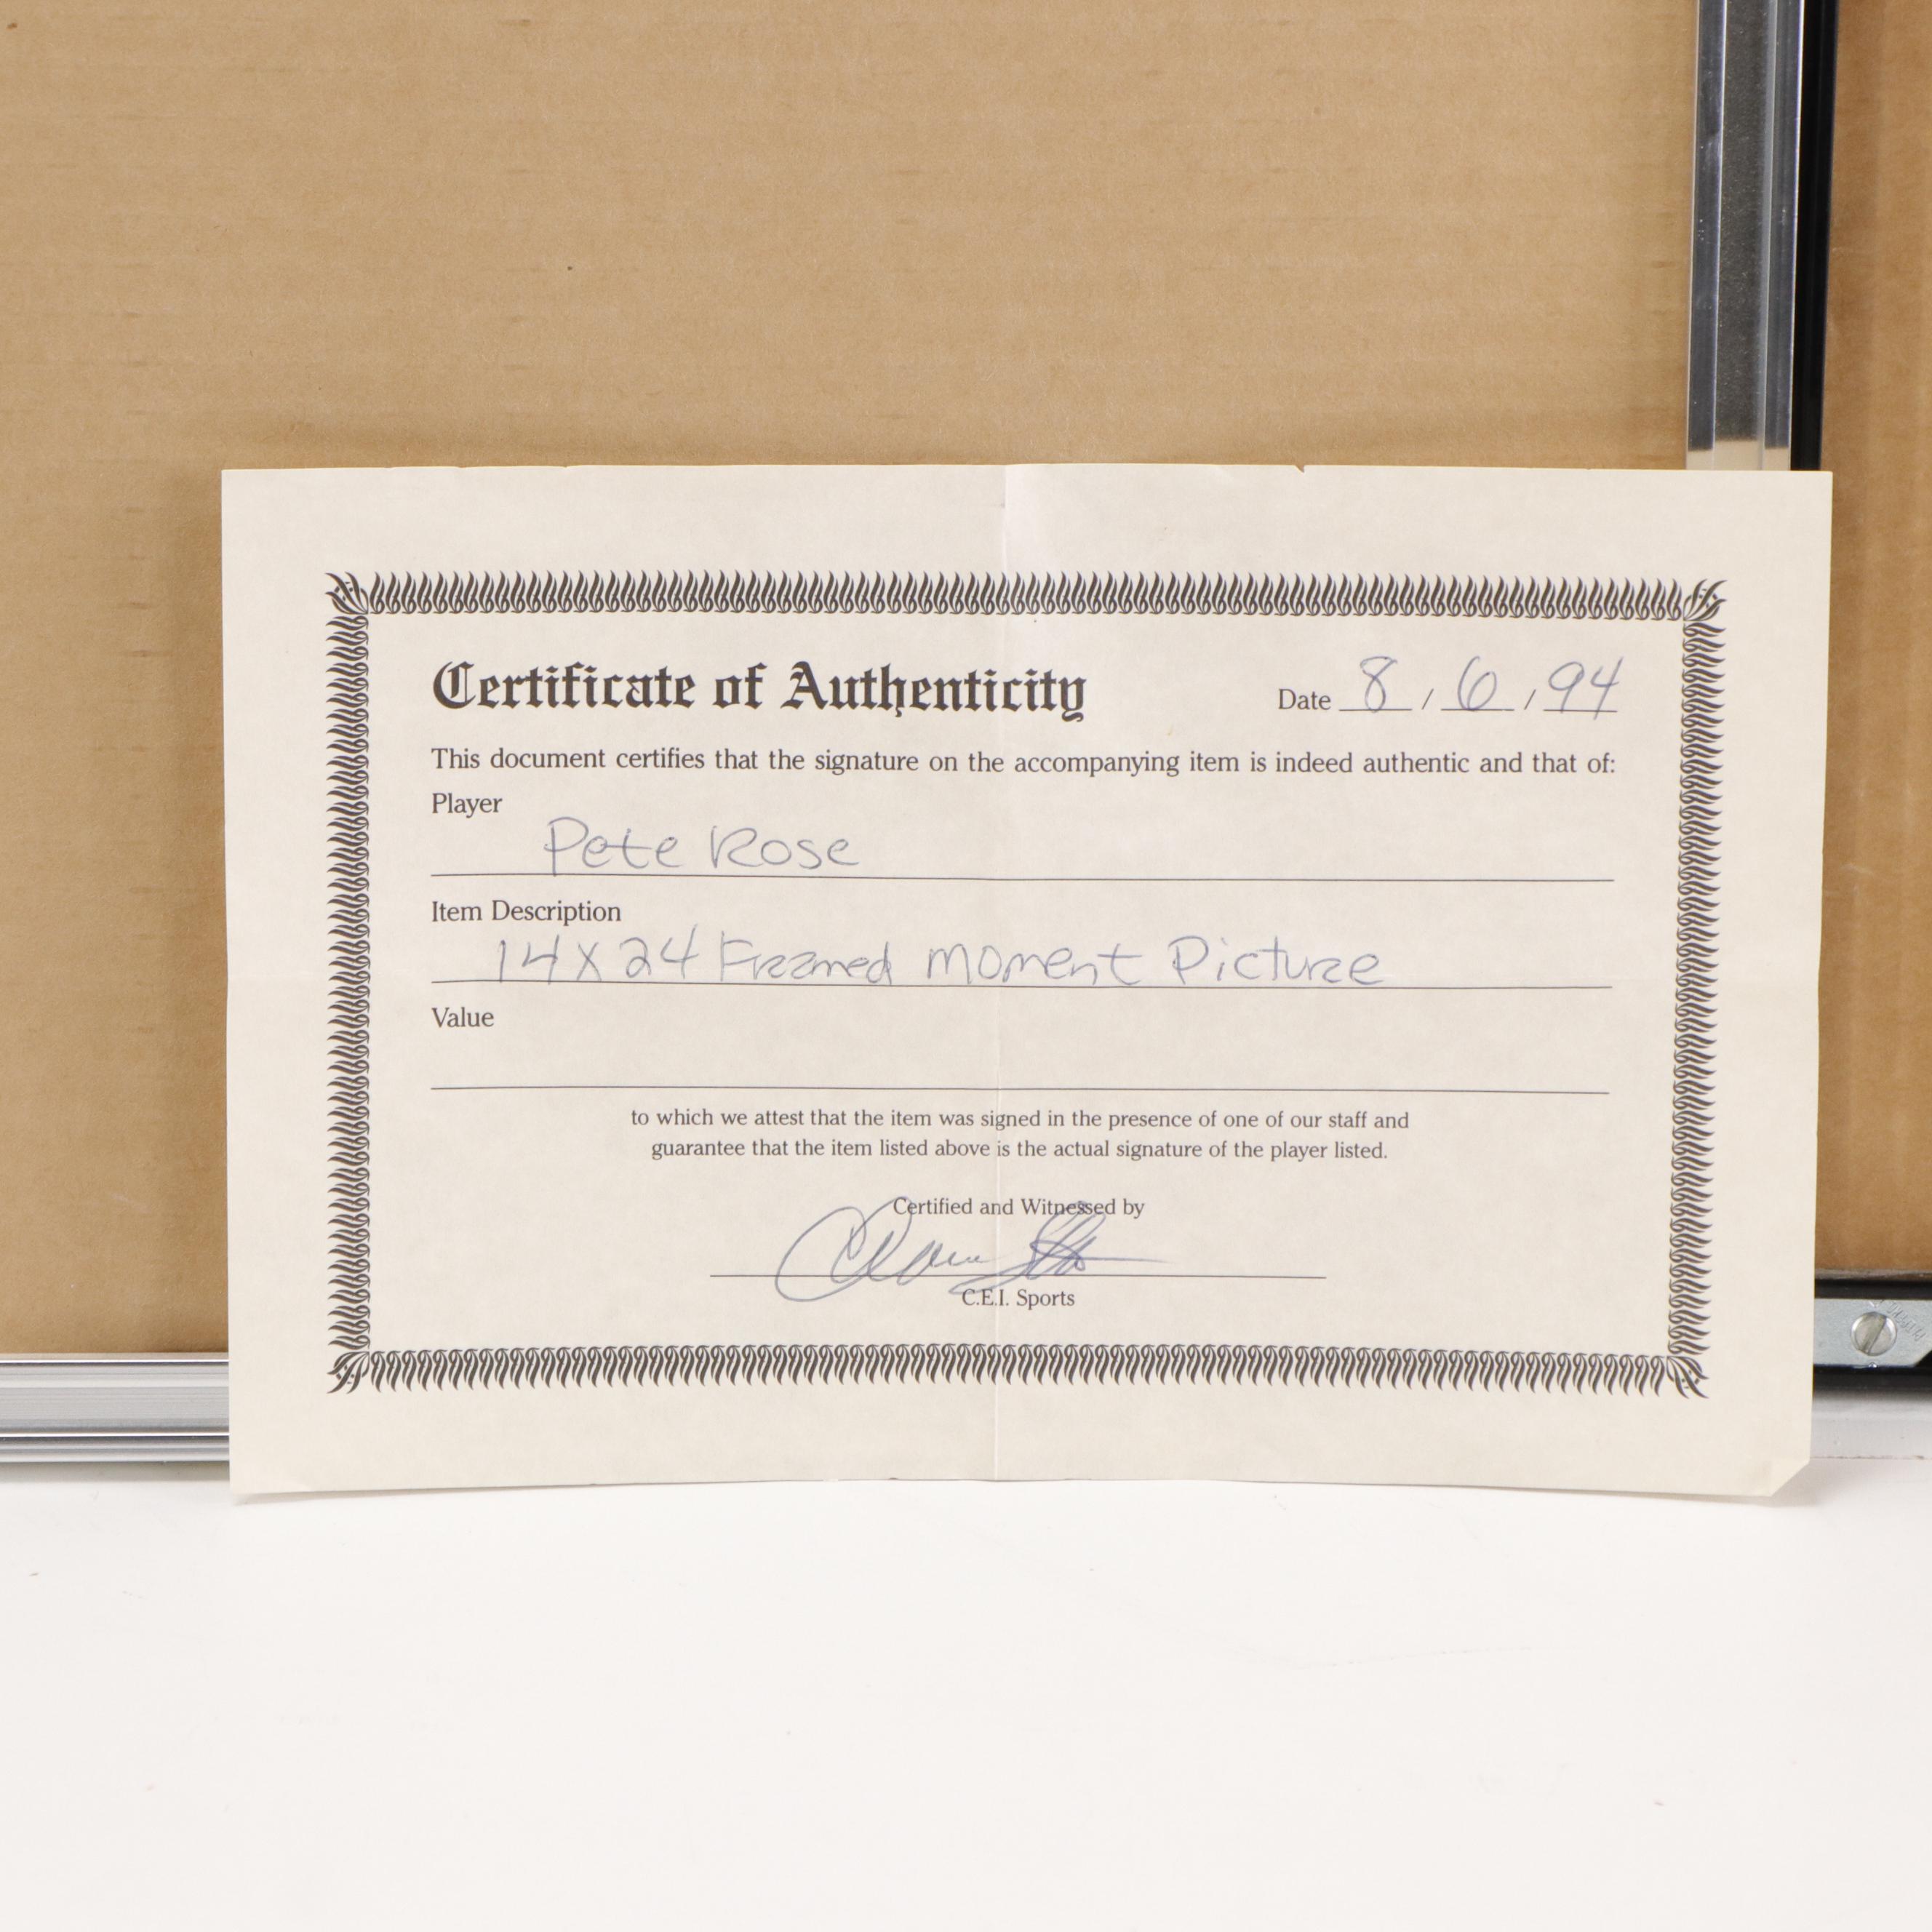 Certificate of Authenticity Date 8 / 6 / 94
This document certifies that the signature on the accompanying item is indeed authentic and that of:
Player
Pete Rose
Item Description
14x24 Framed Moment Picture
Value
to which we attest that the item was signed in the presence of one of our staff and
guarantee that the item listed above is the actual signature of the player listed.
Certified and Witnessed by
C.E.I. Sports